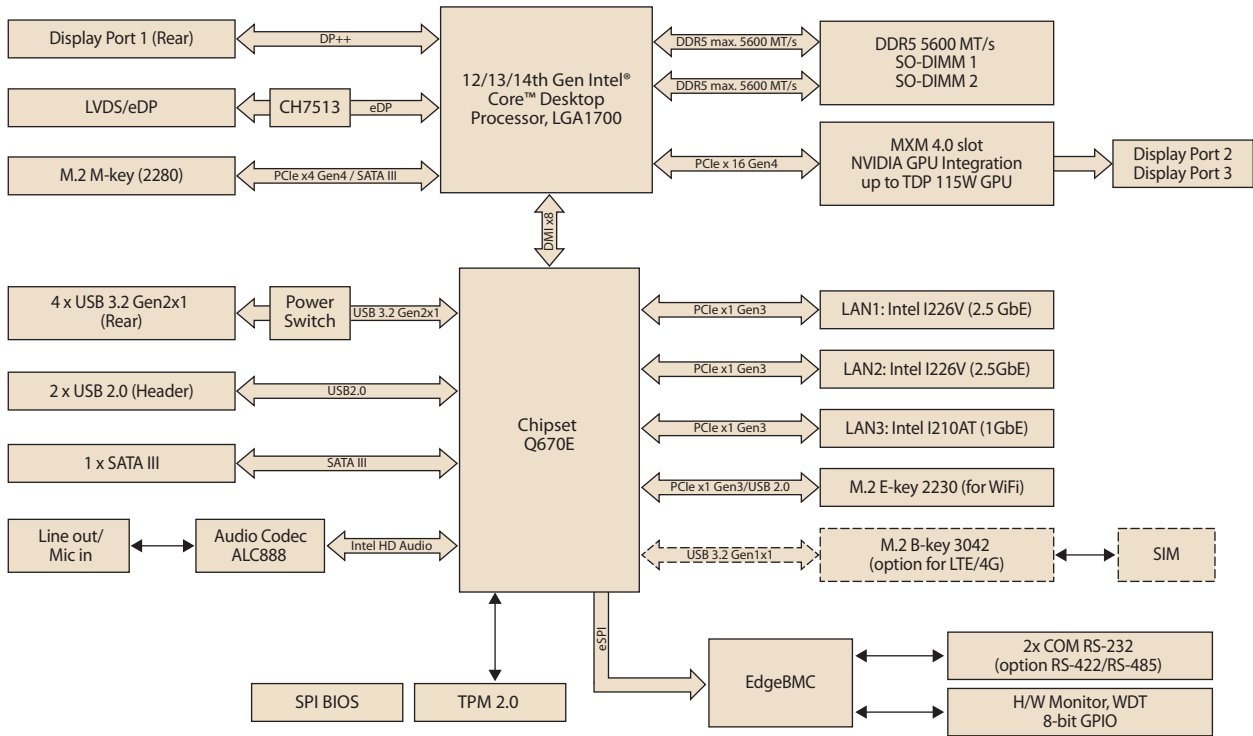 Display Port 1 (Rear)
DP++
12/13/14th Gen Intel®
Core™ Desktop
Processor, LGA1700
DDR5 max. 5600 MT/s
DDR5 max. 5600 MT/s
DDR5 5600 MT/s
SO-DIMM 1
SO-DIMM 2
LVDS/eDP
CH7513
eDP
M.2 M-key (2280)
PCIe x4 Gen4 / SATA III
PCIe x 16 Gen4
MXM 4.0 slot
NVIDIA GPU Integration
up to TDP 115W GPU
Display Port 2
Display Port 3
DMI x8
4 x USB 3.2 Gen2x1
(Rear)
Power
Switch
USB 3.2 Gen2x1
Chipset
Q670E
PCIe x1 Gen3
LAN1: Intel I226V (2.5 GbE)
PCIe x1 Gen3
LAN2: Intel I226V (2.5GbE)
2 x USB 2.0 (Header)
USB2.0
PCIe x1 Gen3
LAN3: Intel I210AT (1GbE)
1 x SATA III
SATA III
PCIe x1 Gen3/USB 2.0
M.2 E-key 2230 (for WiFi)
Line out/
Mic in
Audio Codec
ALC888
Intel HD Audio
USB 3.2 Gen1x1
M.2 B-key 3042
(option for LTE/4G)
SIM
eSPI
SPI BIOS
TPM 2.0
EdgeBMC
2x COM RS-232
(option RS-422/RS-485)
H/W Monitor, WDT
8-bit GPIO